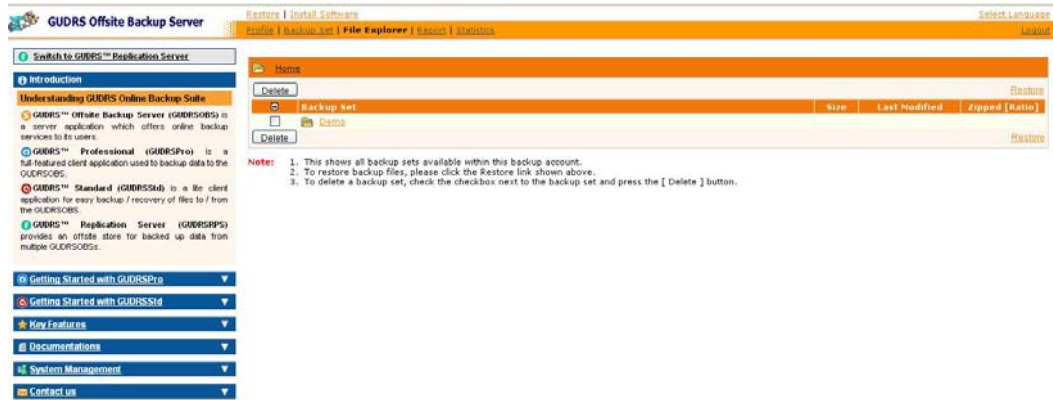 GUDRS Offsite Backup Server
Restore | Install Software
Select Language
Profile | Backup Set | File Explorer | Report | Statistics
Logout
Switch to GUDRS™ Replication Server
Introduction
Understanding GUDRS Online Backup Suite
GUDRS™ Offsite Backup Server (GUDRSOBS) is
a server application which offers online backup
services to its users.
GUDRS™ Professional (GUDRSPro) is a
full-featured client application used to backup data to the
GUDRSOBS.
GUDRS™ Standard (GUDRSStd) is a lite client
application for easy backup / recovery of files to / from
the GUDRSOBS.
GUDRS™ Replication Server (GUDRSRPS)
provides an offsite store for backed up data from
multiple GUDRSOBSs.
Getting Started with GUDRSPro
Getting Started with GUDRSStd
Key Features
Documentations
System Management
Contact us
Home
Delete
Restore
Backup Set
Size
Last Modified
Zipped [Ratio]
Demo
Delete
Restore
Note: 1. This shows all backup sets available within this backup account.
2. To restore backup files, please click the Restore link shown above.
3. To delete a backup set, check the checkbox next to the backup set and press the [ Delete ] button.